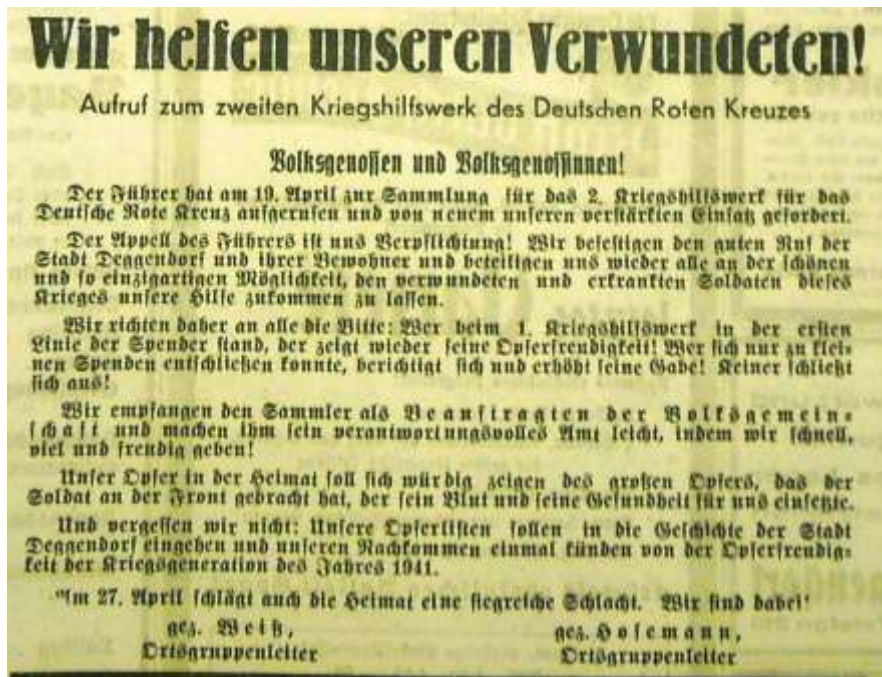 Wir helfen unseren Verwundeten!
Aufruf zum zweiten Kriegshilfswerk des Deutschen Roten Kreuzes
Volksgenossen und Volksgenossinnen!
Der Führer hat am 19. April zur Sammlung für das 2. Kriegshilfswerk für das
Deutsche Rote Kreuz aufgerufen und von neuem unseren verstärkten Einsatz gefordert.
Der Appell des Führers ist uns Verpflichtung! Wir befestigen den guten Ruf der
Stadt Deggendorf und ihrer Bewohner und beteiligen uns wieder alle an der schönen
und so einzigartigen Möglichkeit, den verwundeten und erkrankten Soldaten dieses
Krieges unsere Hilfe zukommen zu lassen.
Wir richten daher an alle die Bitte: Wer beim 1. Kriegshilfswerk in der ersten
Linie der Spender stand, der zeigt wieder seine Opferfreudigkeit! Wer sich nur zu klei-
nen Spenden entschließen konnte, berichtigt sich und erhöht seine Gabe! Keiner schließt
sich aus!
Wir empfangen den Sammler als Beauftragten der Volksgemein-
schaft und machen ihm sein verantwortungsvolles Amt leicht, indem wir schnell,
viel und freudig geben!
Unser Opfer in der Heimat soll sich würdig zeigen des großen Opfers, das der
Soldat an der Front gebracht hat, der sein Blut und seine Gesundheit für uns einsetzte.
Und vergessen wir nicht: Unsere Opferlisten sollen in die Geschichte der Stadt
Deggendorf eingehen und unseren Nachkommen einmal künden von der Opferfreudig-
keit der Kriegsgeneration des Jahres 1941.
Am 27. April schlägt auch die Heimat eine siegreiche Schlacht. Wir sind dabei!
gez. Weiß, gez. Hosemann,
Ortsgruppenleiter Ortsgruppenleiter